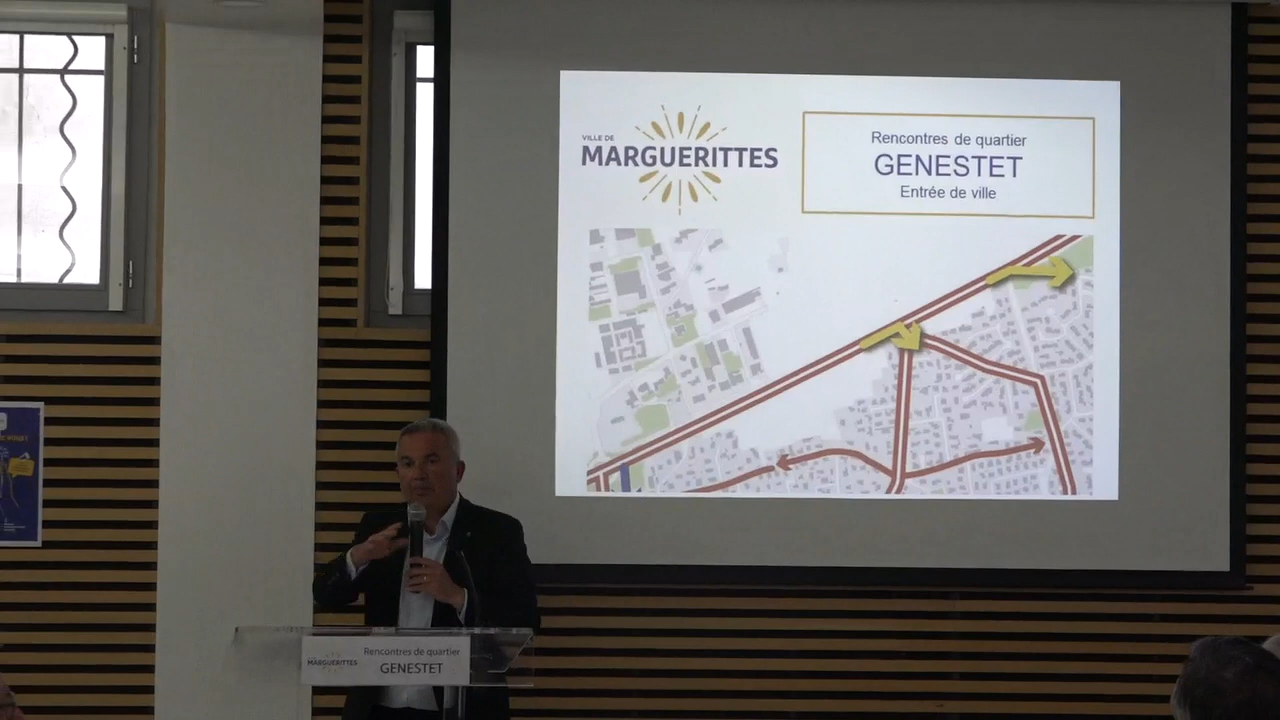 VILLE DE
MARGUERITTES
Rencontres de quartier
GENESTET
Entrée de ville
MARGUERITTES
Rencontres de quartier
GENESTET